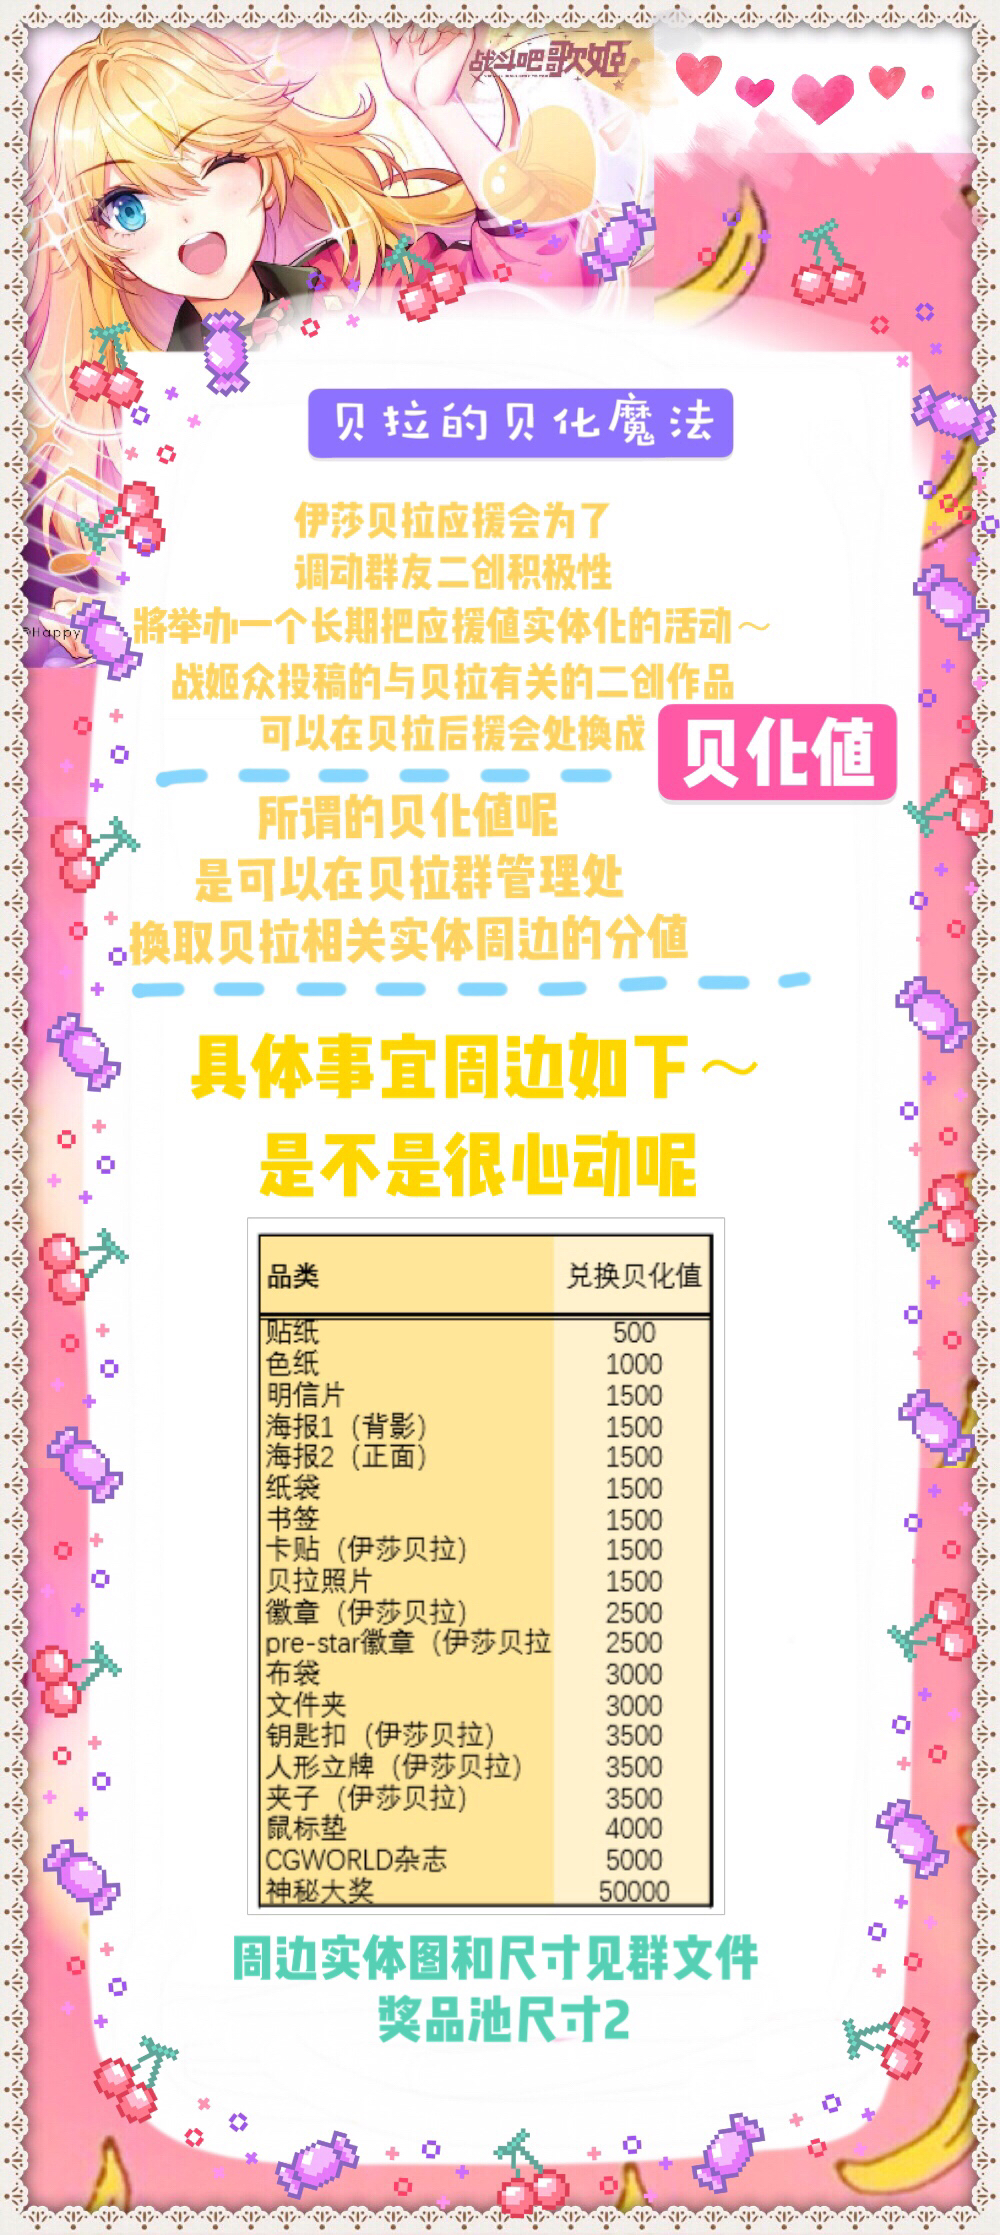 战斗吧歌姬
贝拉的贝化魔法
伊莎贝拉应援会为了
调动群友二创积极性
將举办一个长期把应援值实体化的活动～
战姬众投稿的与贝拉有关的二创作品
可以在贝拉后援会处換成 贝化値
所谓的贝化值呢
是可以在贝拉群管理处
換取贝拉相关实体周边的分値
©Happy
具体事宜周边如下～
是不是很心动呢
品类 兑换贝化值
贴纸 500
色纸 1000
明信片 1500
海报1（背影） 1500
海报2（正面） 1500
纸袋 1500
书签 1500
卡贴（伊莎贝拉） 1500
贝拉照片 1500
徽章（伊莎贝拉） 2500
pre-star徽章（伊莎贝拉 2500
布袋 3000
文件夹 3000
钥匙扣（伊莎贝拉） 3500
人形立牌（伊莎贝拉） 3500
夹子（伊莎贝拉） 3500
鼠标垫 4000
CGWORLD杂志 5000
神秘大奖 50000
周边实体图和尺寸见群文件
奖品池尺寸2